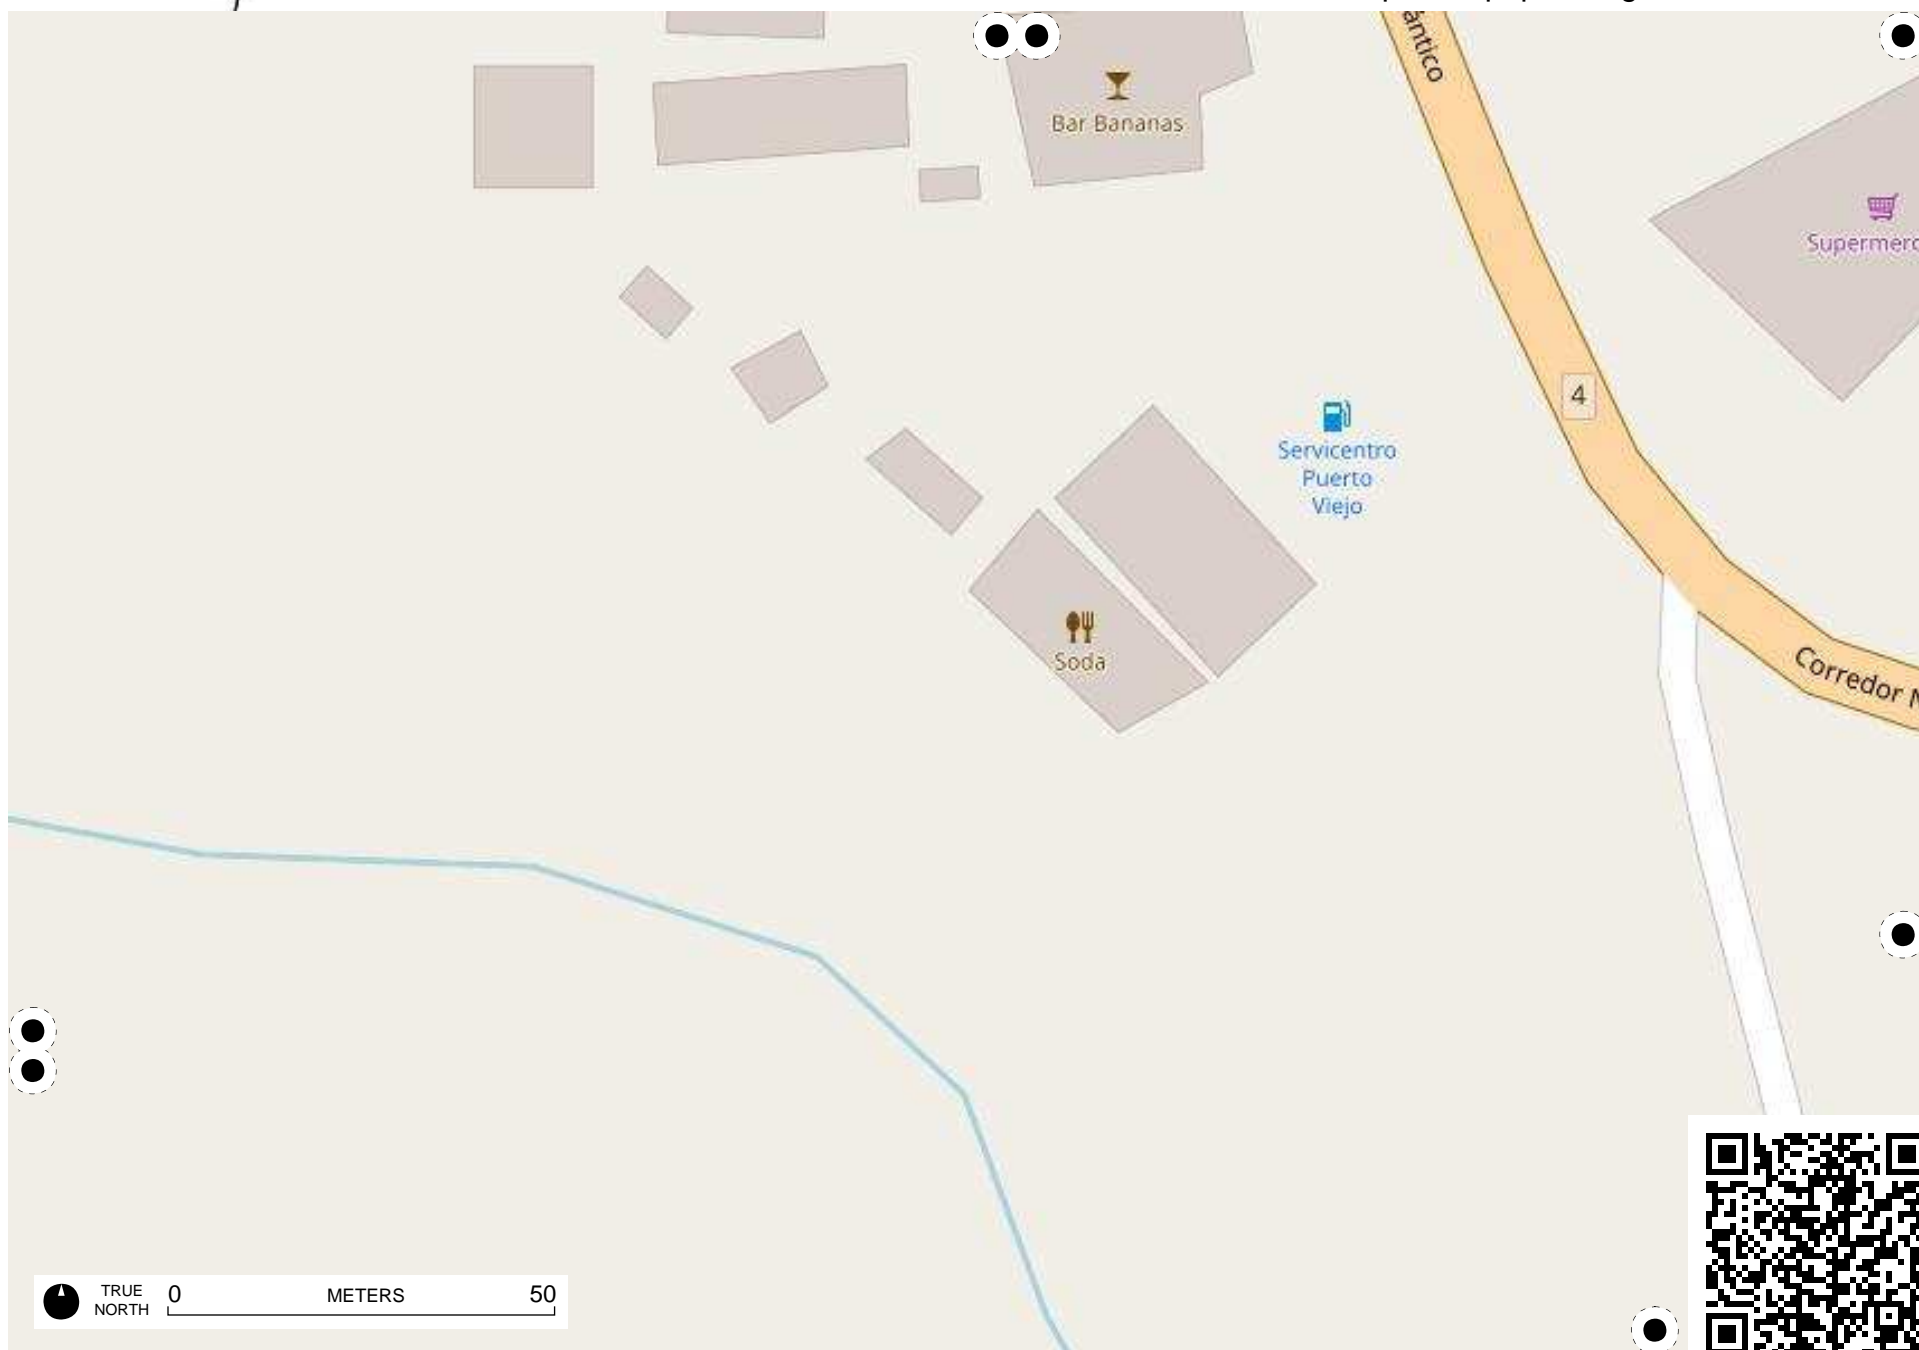 ántico
Bar Bananas
Supermerc
4
Servicentro
Puerto
Viejo
Soda
Corredor
TRUE
NORTH
0
METERS
50